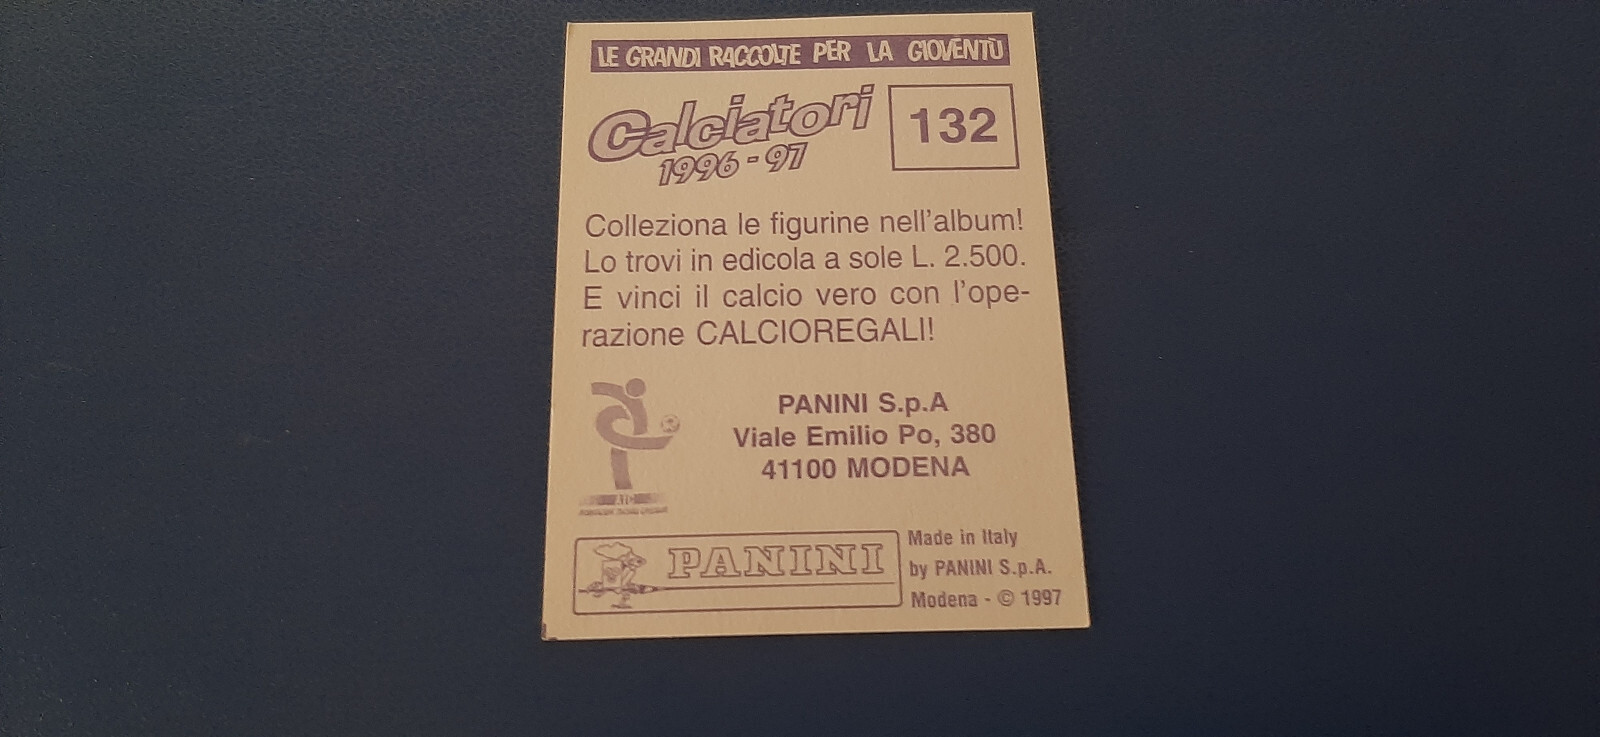 LE GRANDI RACCOLTE PER LA GIOVENTÙ
Calciatori
1996-97
132
Colleziona le figurine nell'album!
Lo trovi in edicola a sole L. 2.500.
E vinci il calcio vero con l'ope-
razione CALCIOREGALI!
PANINI S.p.A
Viale Emilio Po, 380
41100 MODENA
PANINI
Made in Italy
by PANINI S.p.A.
Modena - © 1997